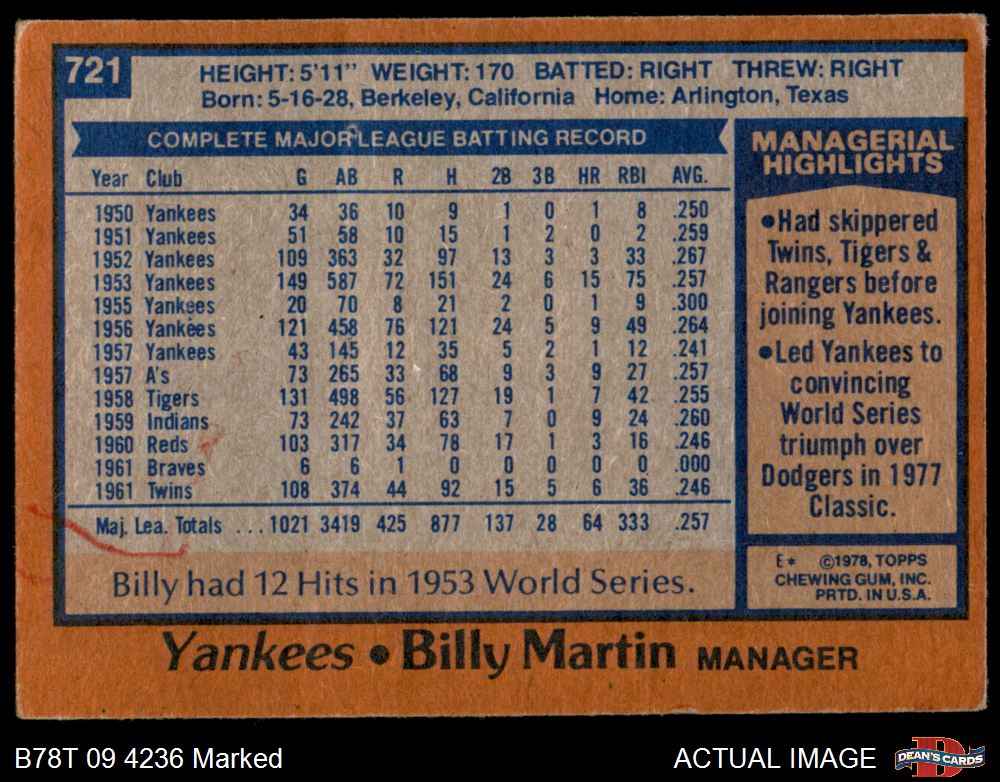 721
HEIGHT: 5'11" WEIGHT: 170 BATTED: RIGHT THREW: RIGHT
Born: 5-16-28, Berkeley, California Home: Arlington, Texas
COMPLETE MAJOR LEAGUE BATTING RECORD
Year Club G AB R H 2B 3B HR RBI AVG.
1950 Yankees 34 36 10 9 1 0 1 8 .250
1951 Yankees 51 58 10 15 1 2 0 2 .259
1952 Yankees 109 363 32 97 13 3 3 33 .267
1953 Yankees 149 587 72 151 24 6 15 75 .257
1955 Yankees 20 70 8 21 2 0 1 9 .300
1956 Yankees 121 458 76 121 24 5 9 49 .264
1957 Yankees 43 145 12 35 5 2 1 12 .241
1957 A's 73 265 33 68 9 3 9 27 .257
1958 Tigers 131 498 56 127 19 1 7 42 .255
1959 Indians 73 242 37 63 7 0 9 24 .260
1960 Reds 103 317 34 78 17 1 3 16 .246
1961 Braves 6 6 1 0 0 0 0 0 .000
1961 Twins 108 374 44 92 15 5 6 36 .246
Maj. Lea. Totals ... 1021 3419 425 877 137 28 64 333 .257
Billy had 12 Hits in 1953 World Series.
MANAGERIAL
HIGHLIGHTS
●Had skippered
Twins, Tigers &
Rangers before
joining Yankees.
●Led Yankees to
convincing
World Series
triumph over
Dodgers in 1977
Classic.
E* ©1978, TOPPS
CHEWING GUM, INC.
PRTD. IN U.S.A.
Yankees ● Billy Martin MANAGER
B78T 09 4236 Marked
ACTUAL IMAGE
DEAN'S CARDS